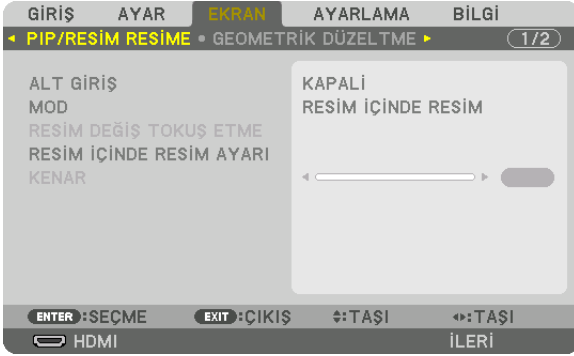 GİRİŞ AYAR EKRAN AYARLAMA BİLGİ
PIP/RESİM RESİME • GEOMETRİK DÜZELTME 1/2
ALT GİRİŞ KAPALI
MOD RESİM İÇİNDE RESİM
RESİM DEĞİŞ TOKUŞ ETME
RESİM İÇİNDE RESİM AYARI
KENAR
ENTER :SEÇME EXIT :ÇIKIŞ :TAŞI :TAŞI
HDMI İLERİ